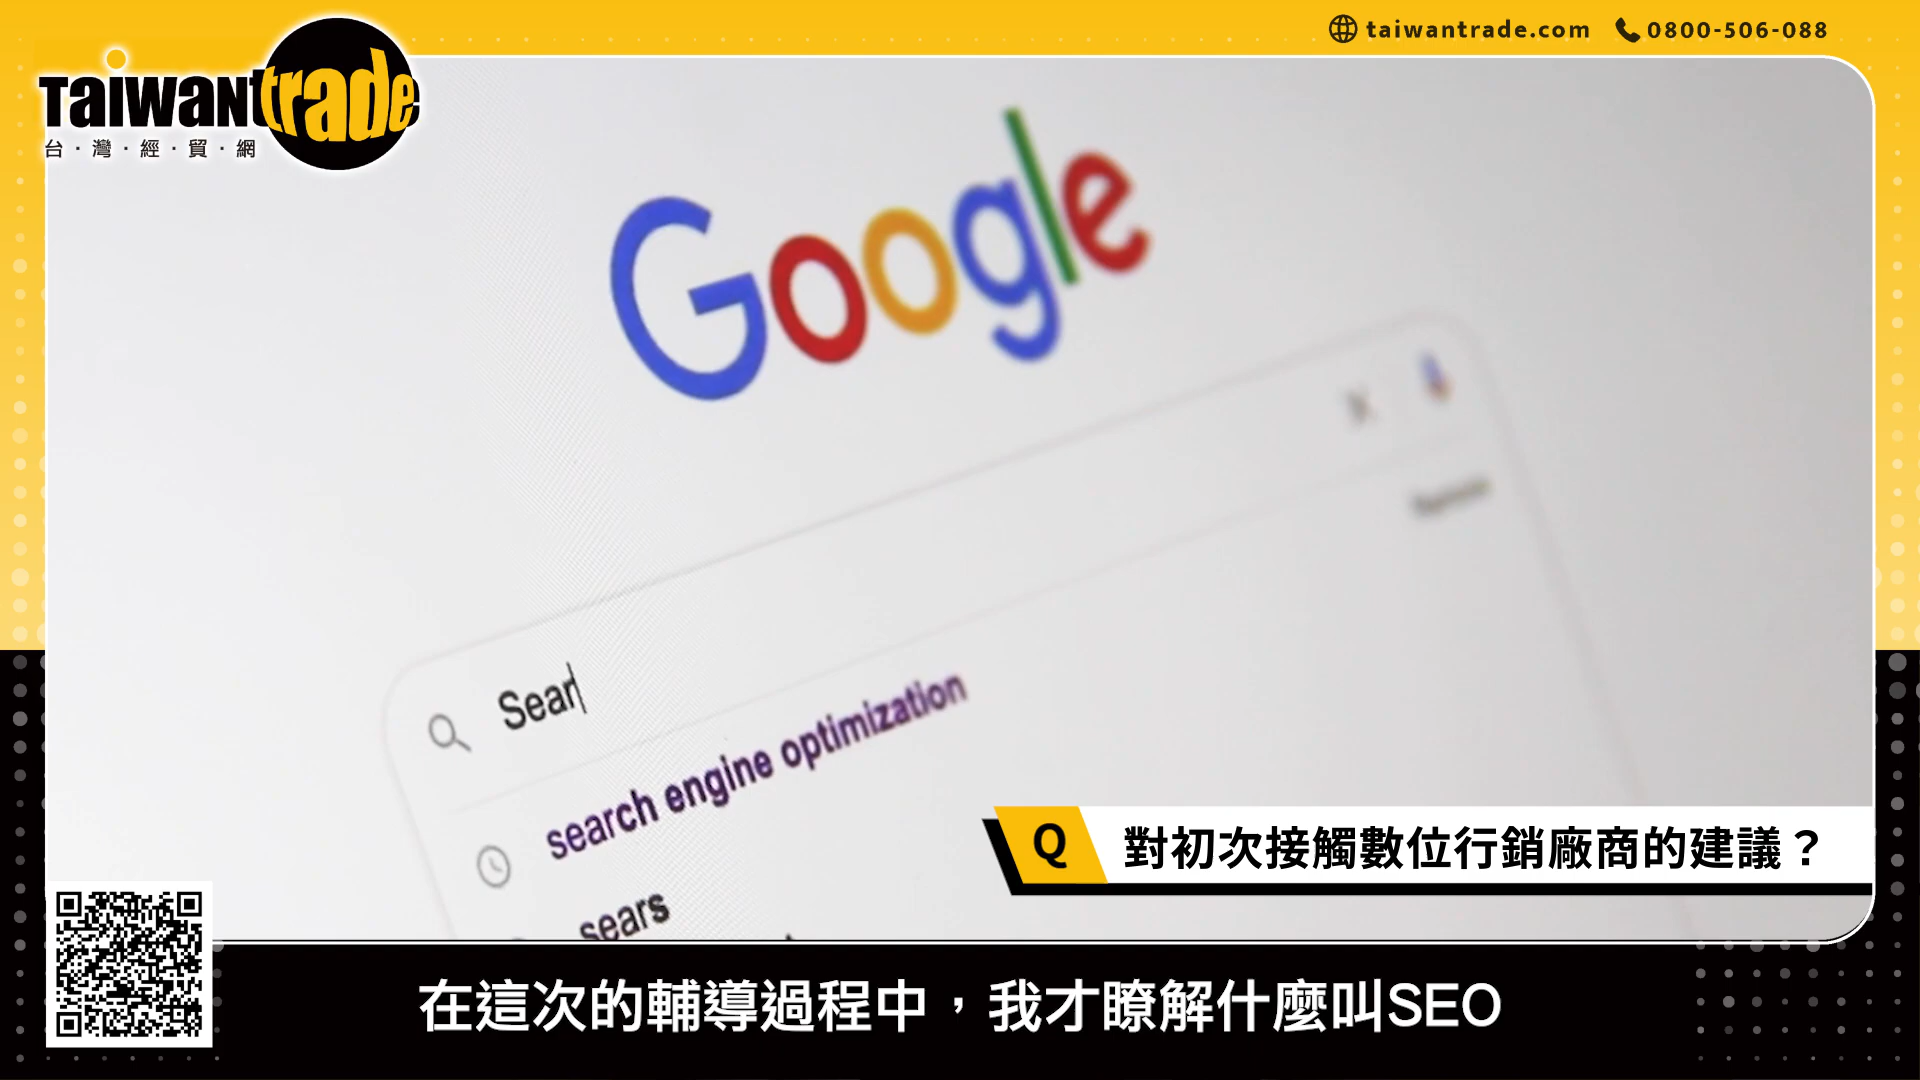 taiwantrade.com
0800-506-088
Taiwantrade
台·灣·經·貿·網
Google
Sear
search engine optimization
sears
Q
對初次接觸數位行銷廠商的建議？
在這次的輔導過程中，我才瞭解什麼叫SEO